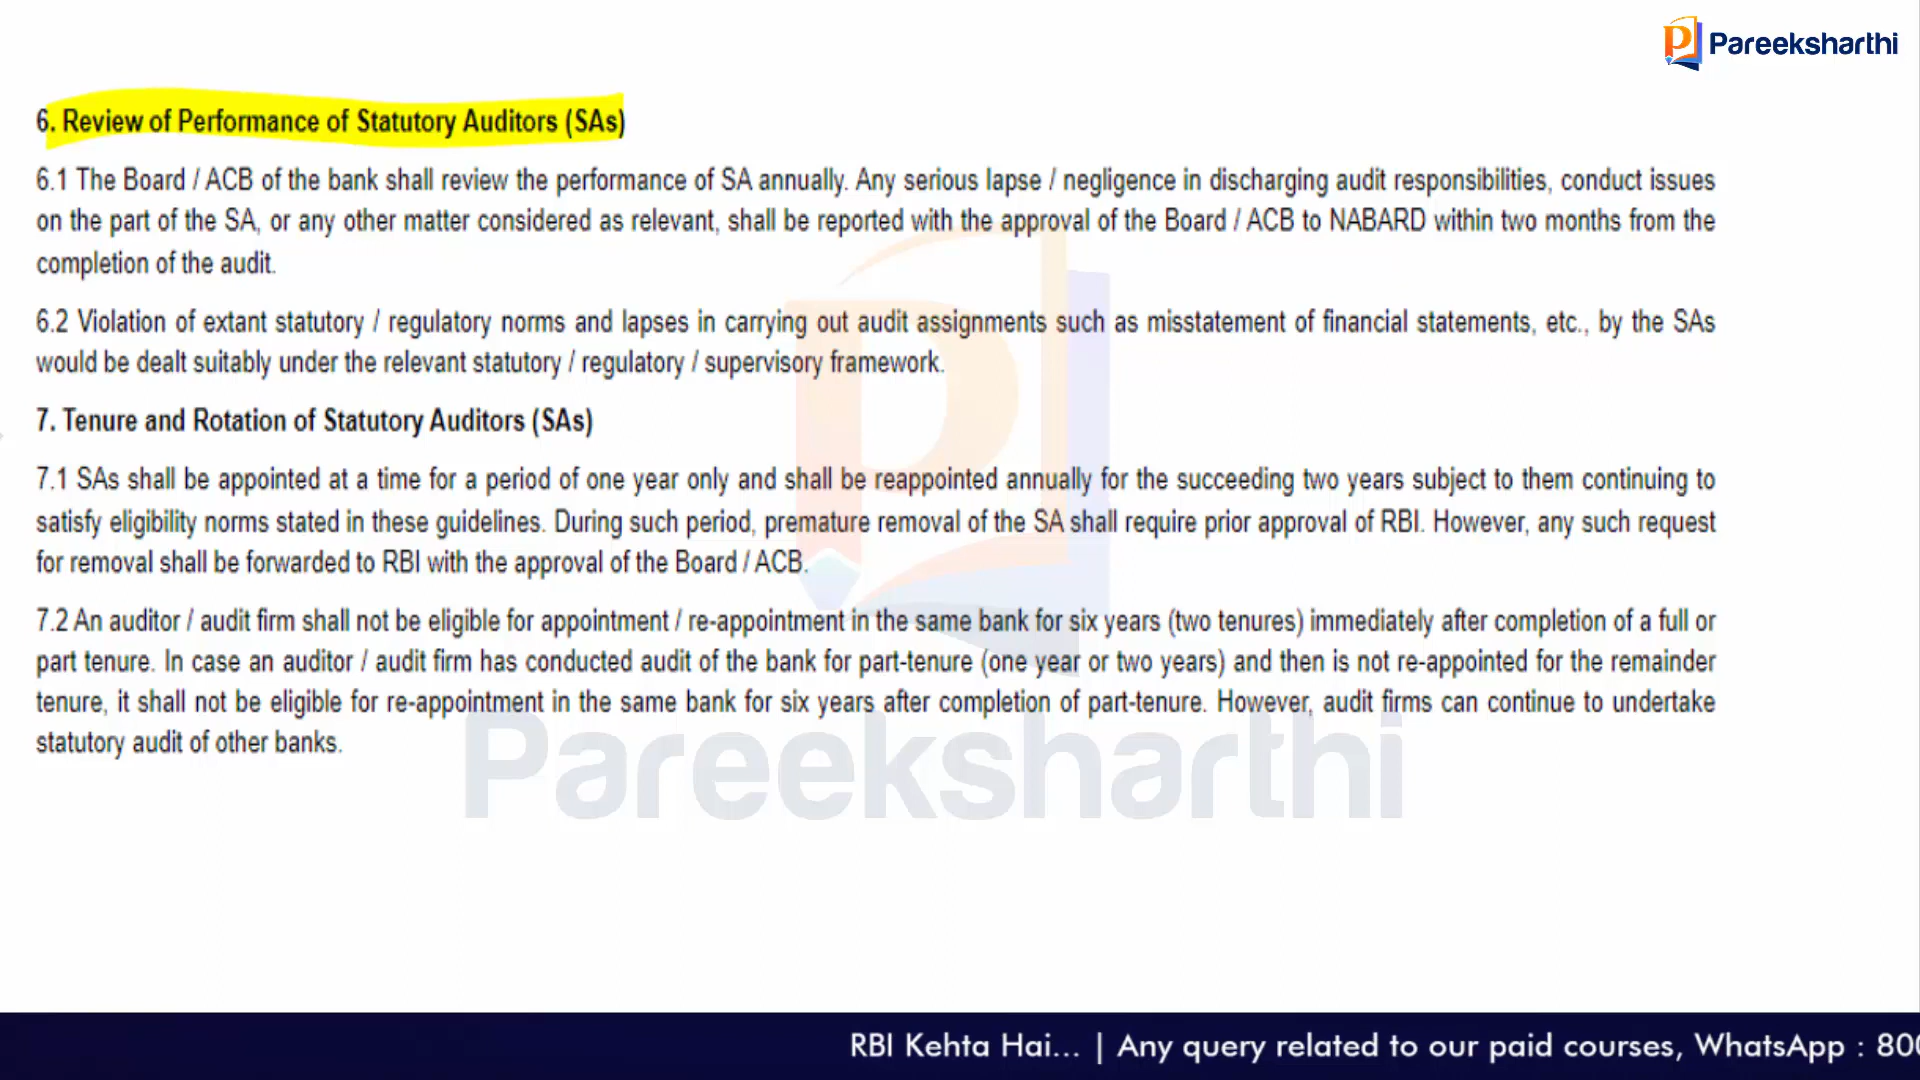 Pareeksharthi
6. Review of Performance of Statutory Auditors (SAs)
6.1 The Board / ACB of the bank shall review the performance of SA annually. Any serious lapse / negligence in discharging audit responsibilities, conduct issues
on the part of the SA, or any other matter considered as relevant, shall be reported with the approval of the Board / ACB to NABARD within two months from the
completion of the audit.
6.2 Violation of extant statutory / regulatory norms and lapses in carrying out audit assignments such as misstatement of financial statements, etc., by the SAs
would be dealt suitably under the relevant statutory / regulatory / supervisory framework.
7. Tenure and Rotation of Statutory Auditors (SAs)
7.1 SAs shall be appointed at a time for a period of one year only and shall be reappointed annually for the succeeding two years subject to them continuing to
satisfy eligibility norms stated in these guidelines. During such period, premature removal of the SA shall require prior approval of RBI. However, any such request
for removal shall be forwarded to RBI with the approval of the Board / ACB.
7.2 An auditor / audit firm shall not be eligible for appointment / re-appointment in the same bank for six years (two tenures) immediately after completion of a full or
part tenure. In case an auditor / audit firm has conducted audit of the bank for part-tenure (one year or two years) and then is not re-appointed for the remainder
tenure, it shall not be eligible for re-appointment in the same bank for six years after completion of part-tenure. However, audit firms can continue to undertake
statutory audit of other banks.
Pareeksharthi
RBI Kehta Hai... | Any query related to our paid courses, WhatsApp : 800